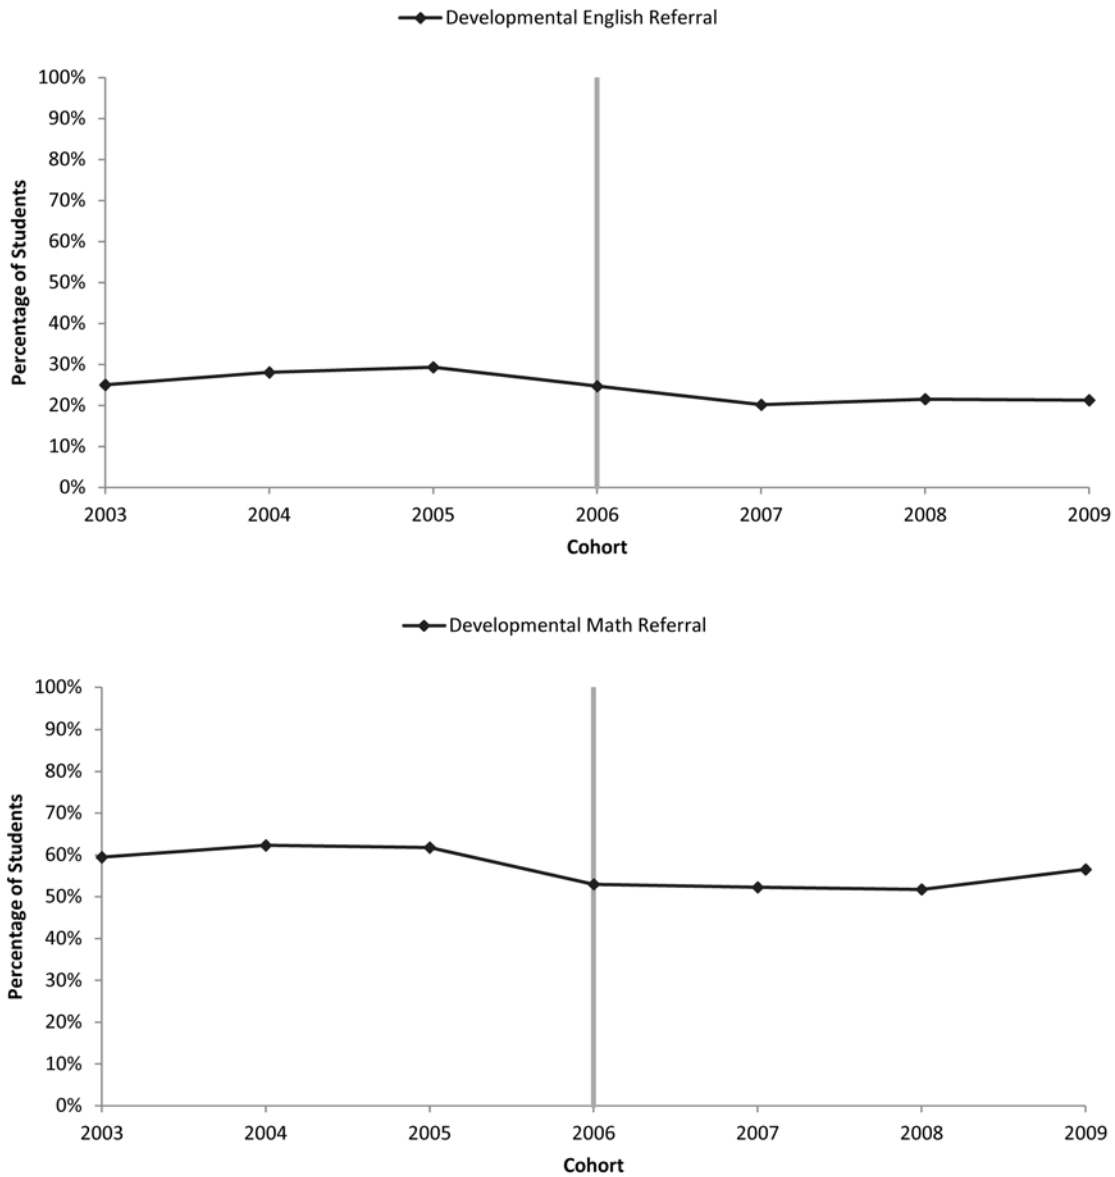 Developmental English Referral
100%
90%
80%
70%
60%
50%
40%
30%
20%
10%
0%
Percentage of Students
2003 2004 2005 2006 2007 2008 2009
Cohort
Developmental Math Referral
100%
90%
80%
70%
60%
50%
40%
30%
20%
10%
0%
Percentage of Students
2003 2004 2005 2006 2007 2008 2009
Cohort